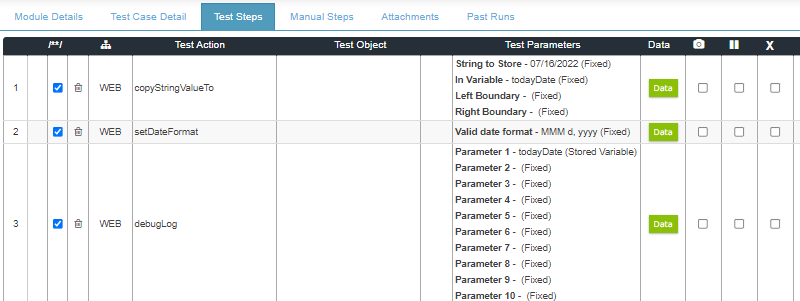 Module Details Test Case Detail Test Steps Manual Steps Attachments Past Runs
/**/ Test Action Test Object Test Parameters Data X
1 WEB copyStringValueTo
String to Store - 07/16/2022 (Fixed)
In Variable - todayDate (Fixed)
Left Boundary - (Fixed)
Right Boundary - (Fixed)
Data
2 WEB setDateFormat Valid date format - MMM d, yyyy (Fixed) Data
3 WEB debugLog
Parameter 1 - todayDate (Stored Variable)
Parameter 2 - (Fixed)
Parameter 3 - (Fixed)
Parameter 4 - (Fixed)
Parameter 5 - (Fixed)
Parameter 6 - (Fixed)
Parameter 7 - (Fixed)
Parameter 8 - (Fixed)
Parameter 9 - (Fixed)
Parameter 10 - (Fixed)
Data